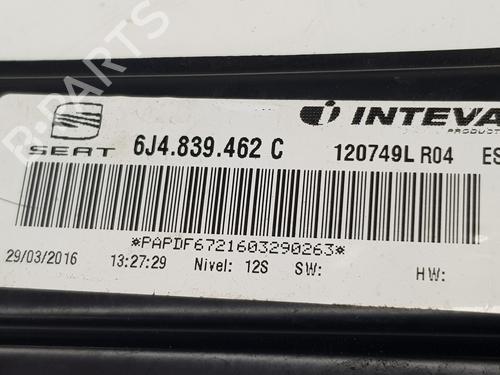 B-PARTS
INTEVA
PRODUCT
SEAT 6J4.839.462 C 120749L R04 ES
*PAPDF6721603290263*
29/03/2016 13:27:29 Nivel: 12S SW: HW: